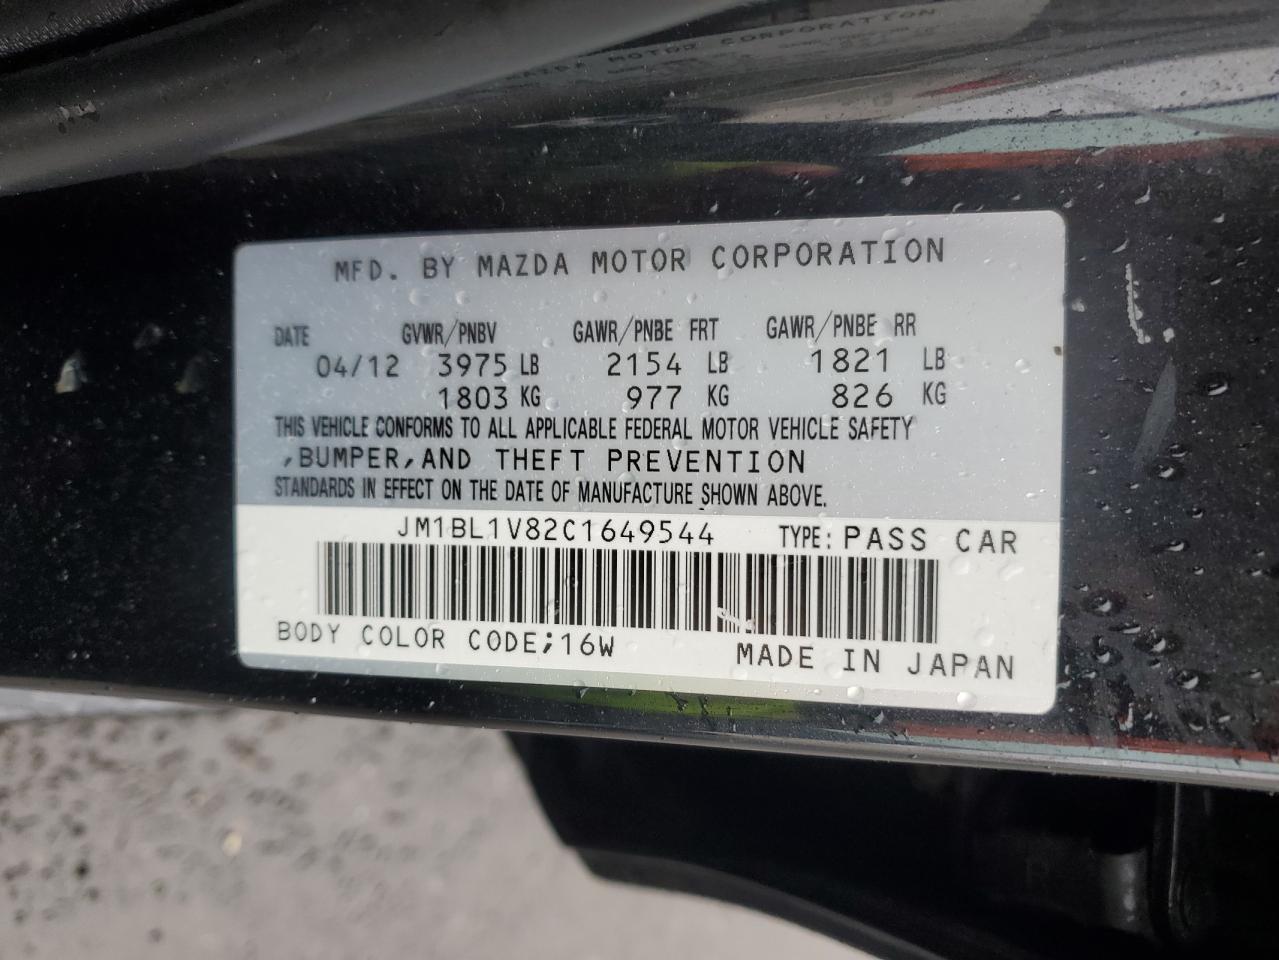 MFD. BY MAZDA MOTOR CORPORATION
DATE GVWR/PNBV GAWR/PNBE FRT GAWR/PNBE RR
04/12 3975 LB 2154 LB 1821 LB
1803 KG 977 KG 826 KG
THIS VEHICLE CONFORMS TO ALL APPLICABLE FEDERAL MOTOR VEHICLE SAFETY
,BUMPER,AND THEFT PREVENTION
STANDARDS IN EFFECT ON THE DATE OF MANUFACTURE SHOWN ABOVE.
JM1BL1V82C1649544 TYPE: PASS CAR
BODY COLOR CODE;16W MADE IN JAPAN